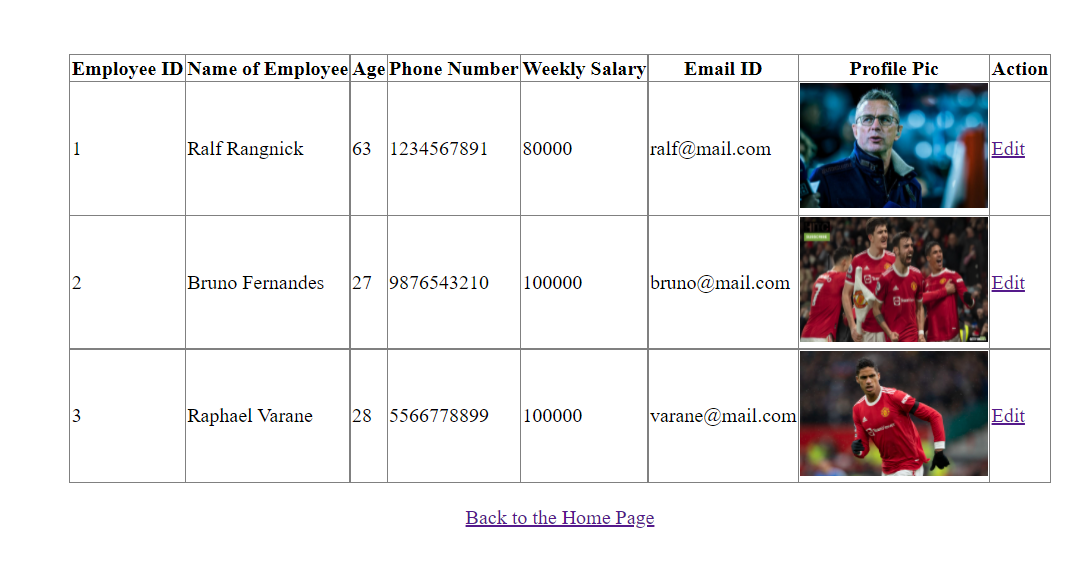 Employee ID Name of Employee Age Phone Number Weekly Salary Email ID Profile Pic Action
1 Ralf Rangnick 63 1234567891 80000 ralf@mail.com Edit
2 Bruno Fernandes 27 9876543210 100000 bruno@mail.com Edit
7
3 Raphael Varane 28 5566778899 100000 varane@mail.com Edit
Back to the Home Page